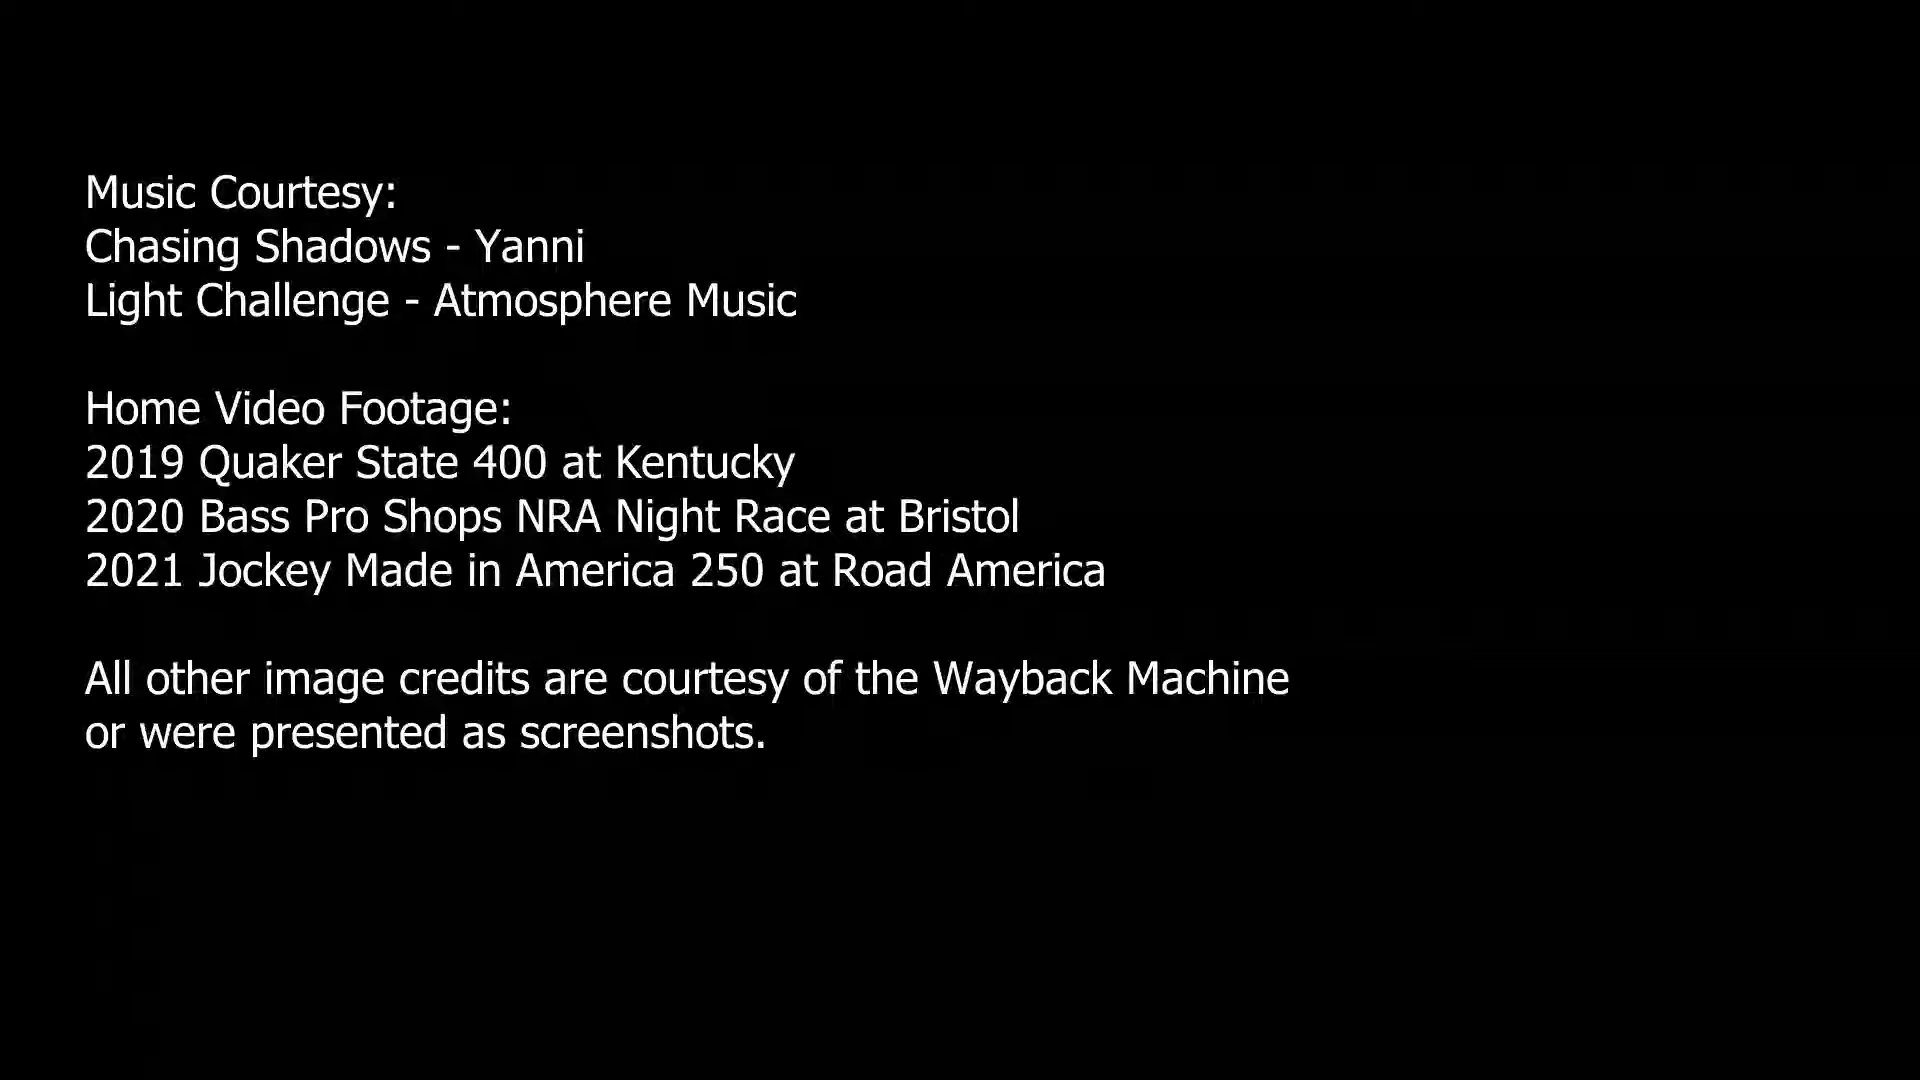 Music Courtesy:
Chasing Shadows - Yanni
Light Challenge - Atmosphere Music
Home Video Footage:
2019 Quaker State 400 at Kentucky
2020 Bass Pro Shops NRA Night Race at Bristol
2021 Jockey Made in America 250 at Road America
All other image credits are courtesy of the Wayback Machine
or were presented as screenshots.